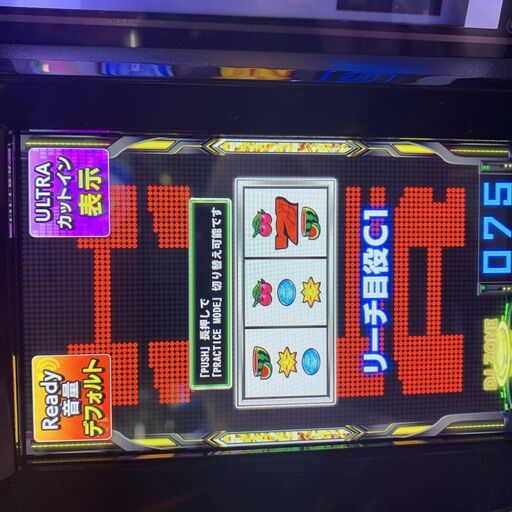 Ready
音量
デフォルト
ULTRA
カットイン
表示
「PUSH」長押しで
「PRACTICE MODE」切り替え可能です
7
リーチ目役C1
DJ ZONE
075